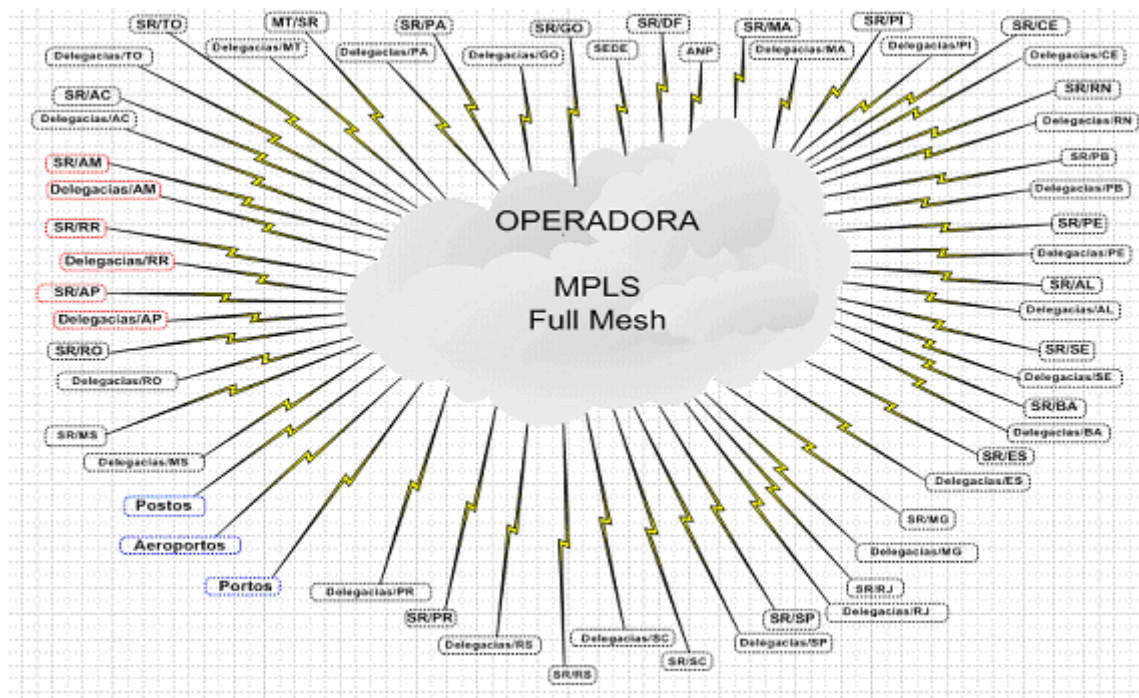 SR/TO
MT/SR
SR/PA
SR/GO
SR/DF
SR/MA
SR/PI
SR/CE
Delegacias/TO
Delegacias/MT
Delegacias/PA
Delegacias/GO
SEDE
ANP
Delegacias/MA
Delegacias/PI
Delegacias/CE
SR/AC
SR/RN
Delegacias/AC
Delegacias/RN
SR/AM
SR/PB
Delegacias/AM
Delegacias/PB
SR/RR
OPERADORA
SR/PE
Delegacias/RR
Delegacias/PE
SR/AP
MPLS
SR/AL
Delegacias/AP
Full Mesh
Delegacias/AL
SR/RO
SR/SE
Delegacias/RO
Delegacias/SE
SR/MS
SR/BA
Delegacias/MS
Delegacias/BA
SR/ES
Delegacias/ES
Postos
SR/MG
Aeroportos
Delegacias/MG
Portos
Delegacias/PR
SR/RJ
SR/PR
Delegacias/RJ
Delegacias/RS
Delegacias/SC
SR/SP
Delegacias/SP
SR/RS
SR/SC